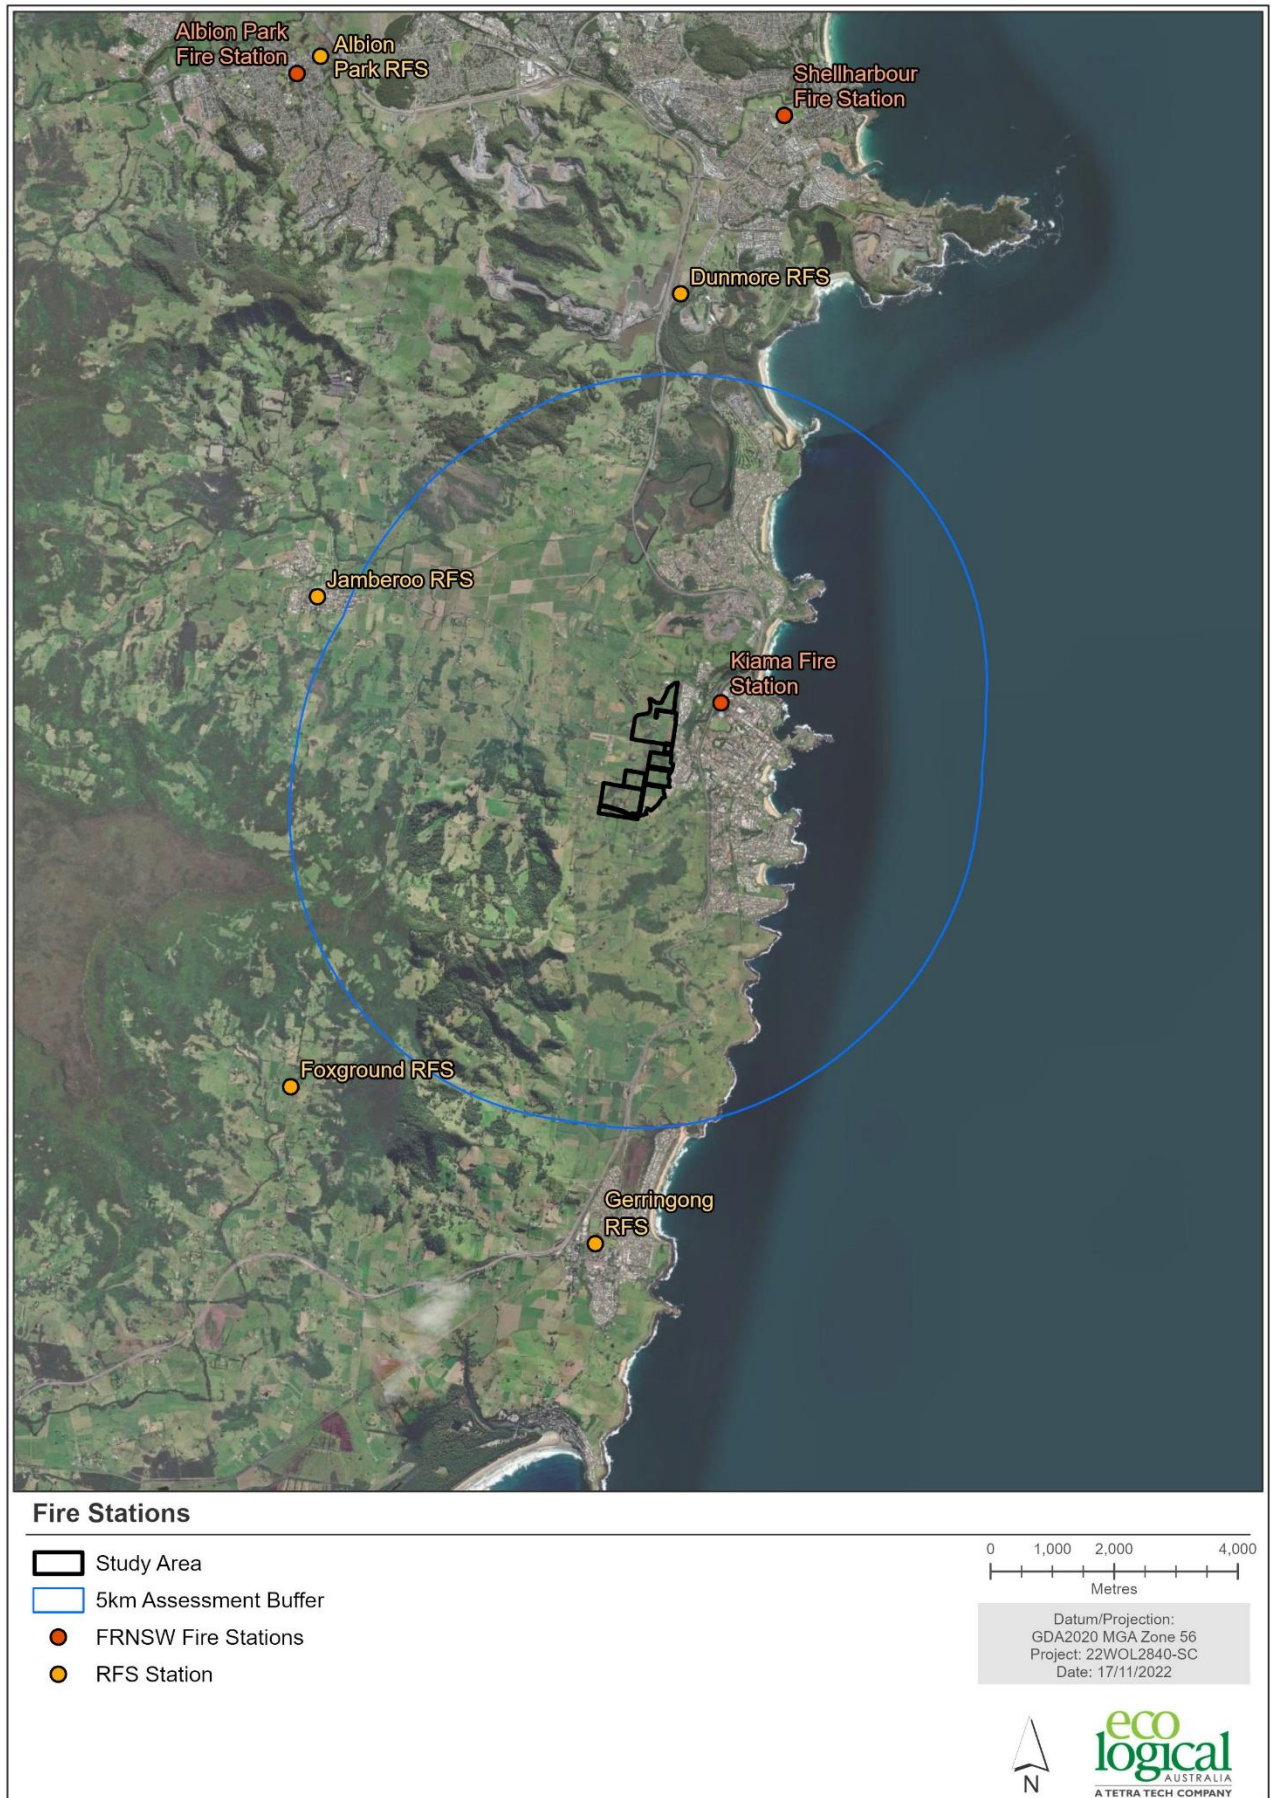 Albion Park
Fire Station
Albion
Park RFS
Shellharbour
Fire Station
Dunmore RFS
Jamberoo RFS
Kiama Fire
Station
Foxground RFS
Gerringong
RFS
Fire Stations
Study Area
5km Assessment Buffer
FRNSW Fire Stations
RFS Station
0 1,000 2,000 4,000
Metres
Datum/Projection:
GDA2020 MGA Zone 56
Project: 22WOL2840-SC
Date: 17/11/2022
N
eco
logical
AUSTRALIA
A TETRA TECH COMPANY